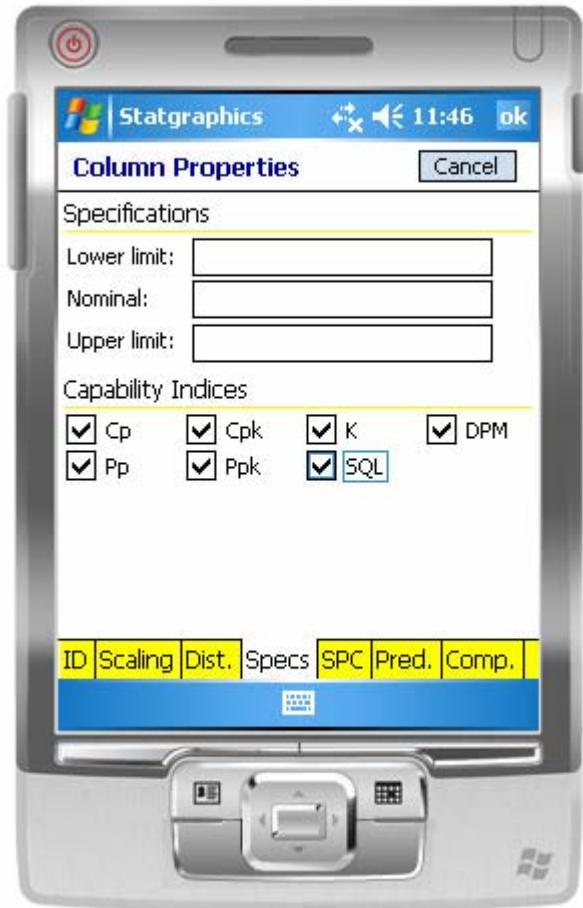 Statgraphics 11:46 ok
Column Properties Cancel
Specifications
Lower limit:
Nominal:
Upper limit:
Capability Indices
Cp Cpk K DPM
Pp Ppk SQL
ID Scaling Dist. Specs SPC Pred. Comp.